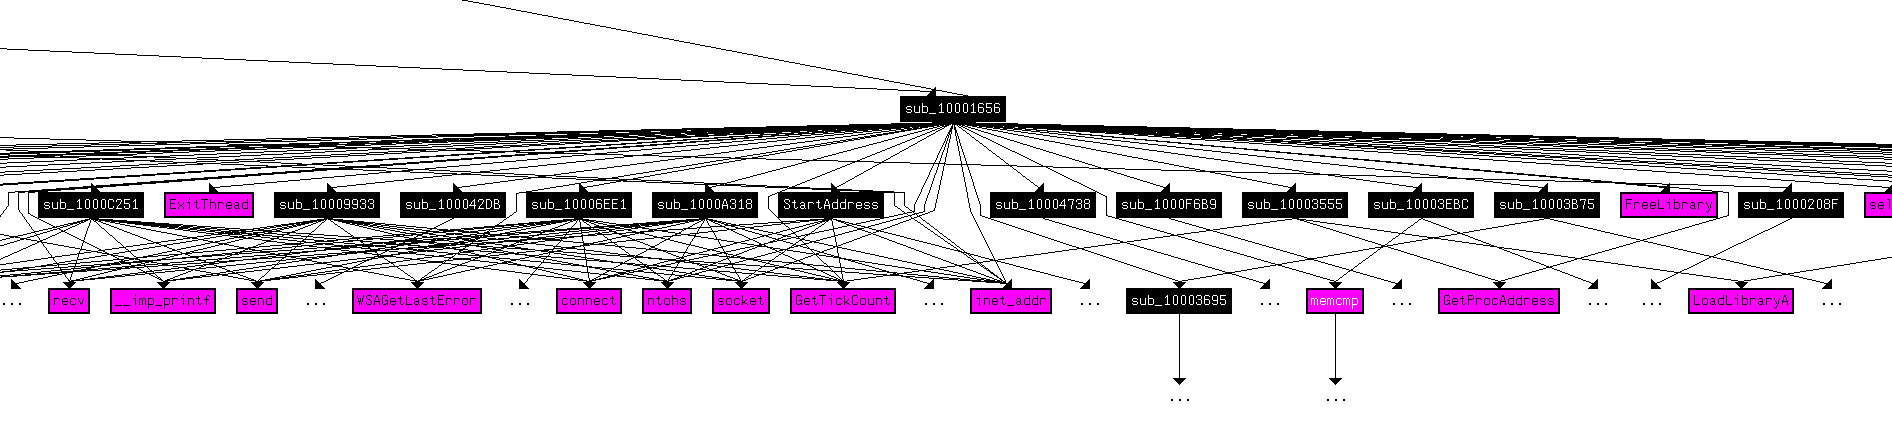 sub_10001656
sub_1000C251 ExitThread sub_10009933 sub_100042DB sub_10006EE1 sub_1000A318 StartAddress sub_10004738 sub_1000F6B9 sub_10003555 sub_10003EBC sub_10003B75 FreeLibrary sub_1000208F sel
... recv __imp_printf send ... WSAGetLastError ... connect ntohs socket GetTickCount ... inet_addr ... sub_10003695 ... memcmp ... GetProcAddress ... ... LoadLibraryA ...
... ...